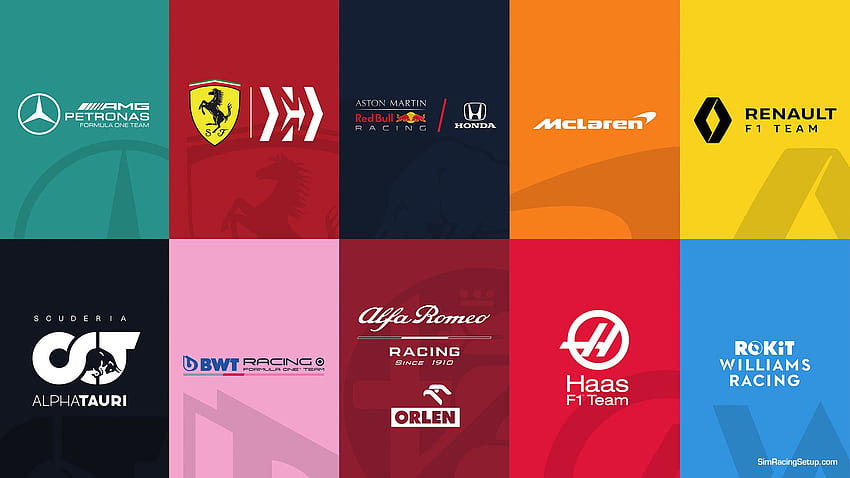 AMG
PETRONAS
FORMULA ONE TEAM
S F
ASTON MARTIN
Red Bull
RACING
HONDA
McLaren
RENAULT
F1 TEAM
SCUDERIA
ALPHATAURI
BWT RACING
FORMULA ONE TEAM
Alfa Romeo
RACING
SINCE 1910
ORLEN
Haas
F1 Team
ROKiT
WILLIAMS
RACING
SimRacingSetup.com